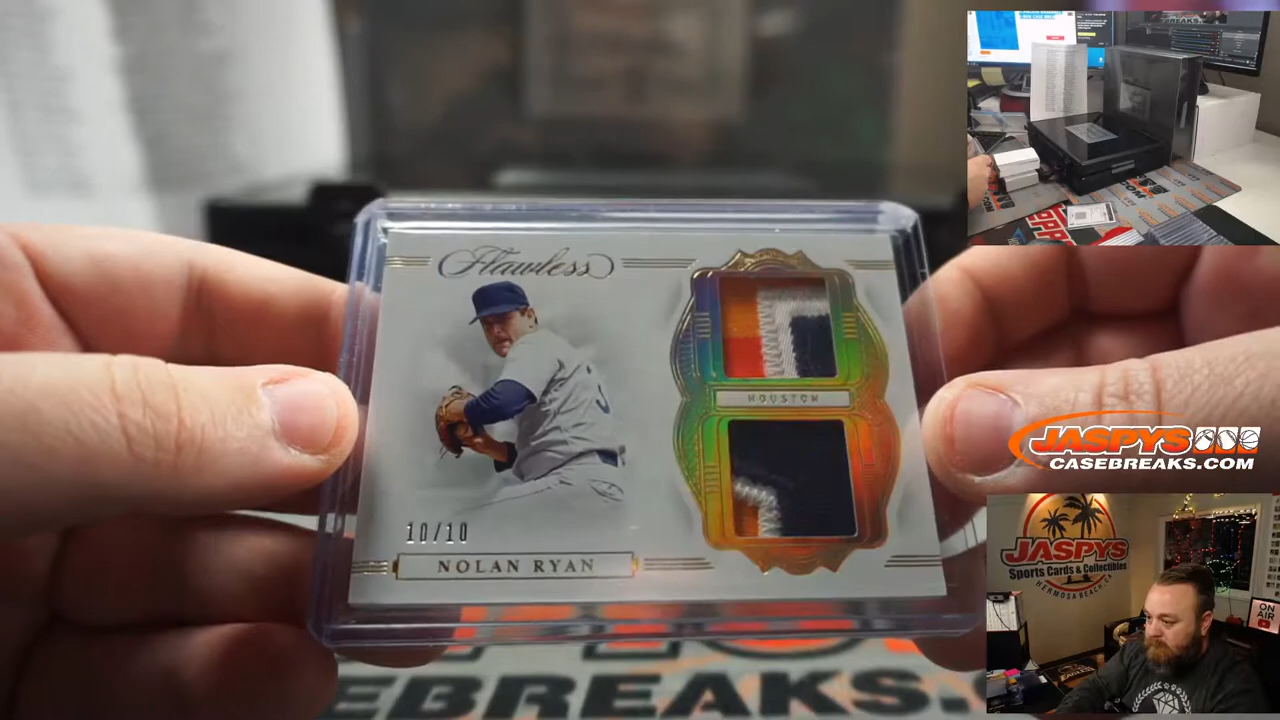 Flawless
HOUSTON
3
10/10
NOLAN RYAN
EBREAKS.
JASPYS
CASEBREAKS.COM
JASPYS
Sports Cards & Collectibles
HERMOSA BEACH, CA
ON
AIR